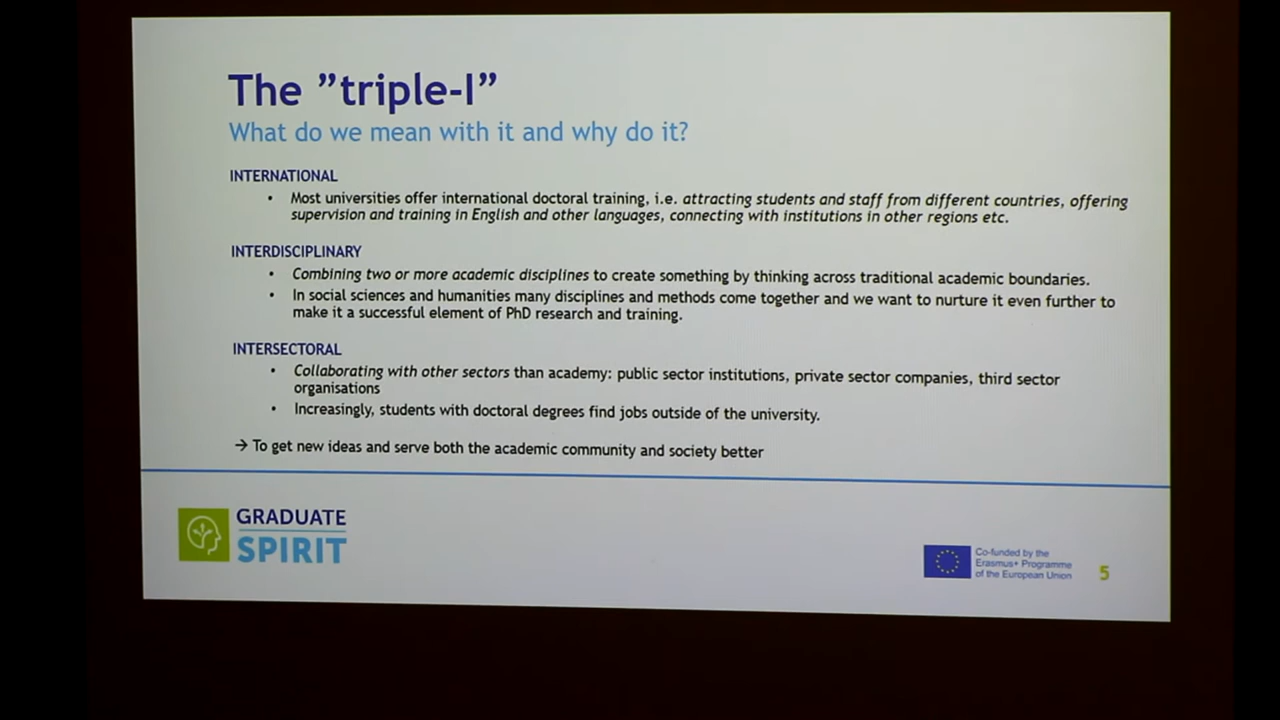 The ”triple-I”
What do we mean with it and why do it?
INTERNATIONAL
• Most universities offer international doctoral training, i.e. attracting students and staff from different countries, offering
supervision and training in English and other languages, connecting with institutions in other regions etc.
INTERDISCIPLINARY
• Combining two or more academic disciplines to create something by thinking across traditional academic boundaries.
• In social sciences and humanities many disciplines and methods come together and we want to nurture it even further to
make it a successful element of PhD research and training.
INTERSECTORAL
• Collaborating with other sectors than academy: public sector institutions, private sector companies, third sector
organisations
• Increasingly, students with doctoral degrees find jobs outside of the university.
→ To get new ideas and serve both the academic community and society better
GRADUATE
SPIRIT
Co-funded by the
Erasmus+ Programme
of the European Union
5